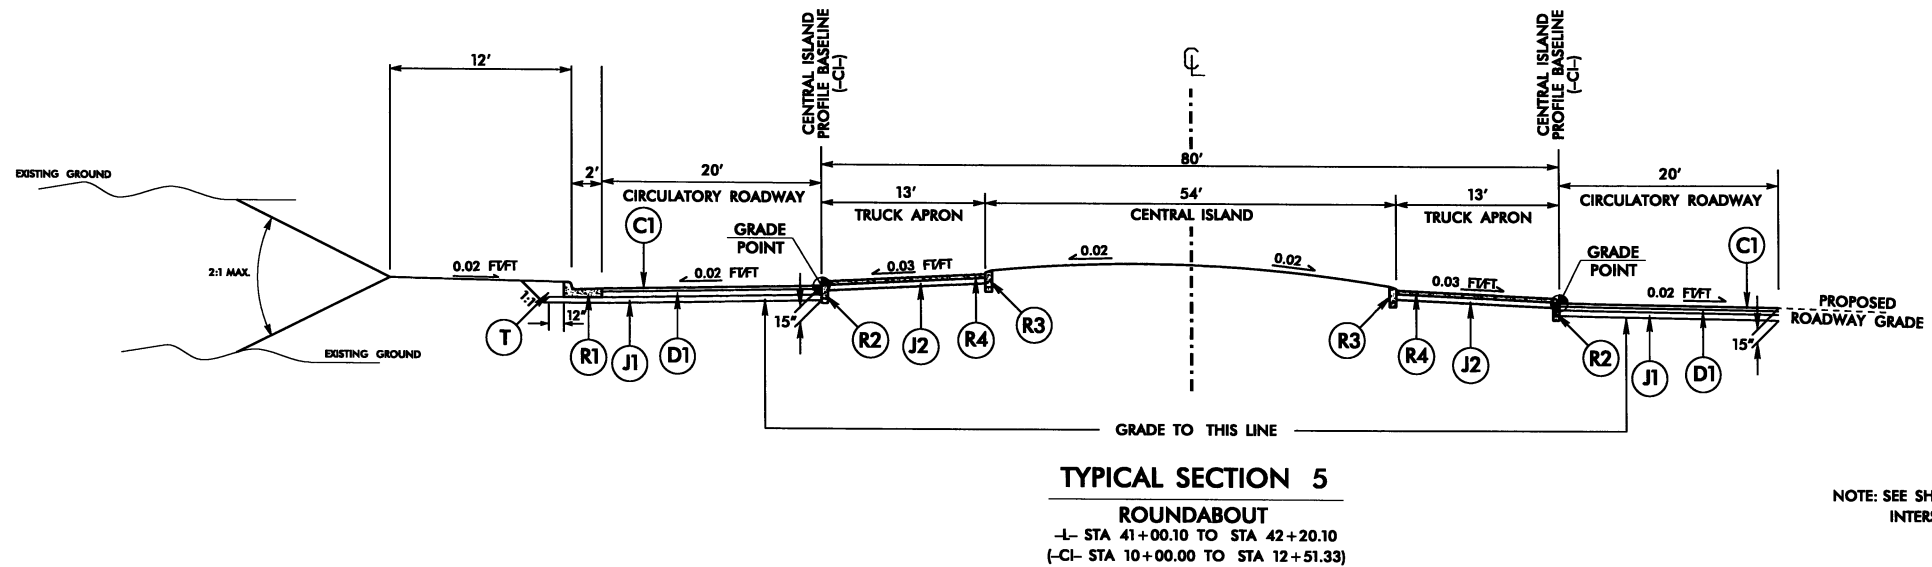 CENTRAL ISLAND
PROFILE BASELINE
(-CI-)
CL
CENTRAL ISLAND
PROFILE BASELINE
(-CI-)
12'
80'
EXISTING GROUND
2'
20'
CIRCULATORY ROADWAY
13'
TRUCK APRON
54'
CENTRAL ISLAND
13'
TRUCK APRON
20'
CIRCULATORY ROADWAY
C1
GRADE
POINT
GRADE
POINT
C1
2:1 MAX.
0.02 FT/FT
0.02 FT/FT
0.03 FT/FT
0.02
0.02
0.03 FT/FT
0.02 FT/FT
PROPOSED
ROADWAY GRADE
1:1
12"
15"
15"
EXISTING GROUND
T
R1
J1
D1
R2
J2
R4
R3
R3
R4
J2
R2
J1
D1
GRADE TO THIS LINE
TYPICAL SECTION 5
ROUNDABOUT
-L- STA 41+00.10 TO STA 42+20.10
(-CI- STA 10+00.00 TO STA 12+51.33)
NOTE: SEE SH
INTERS